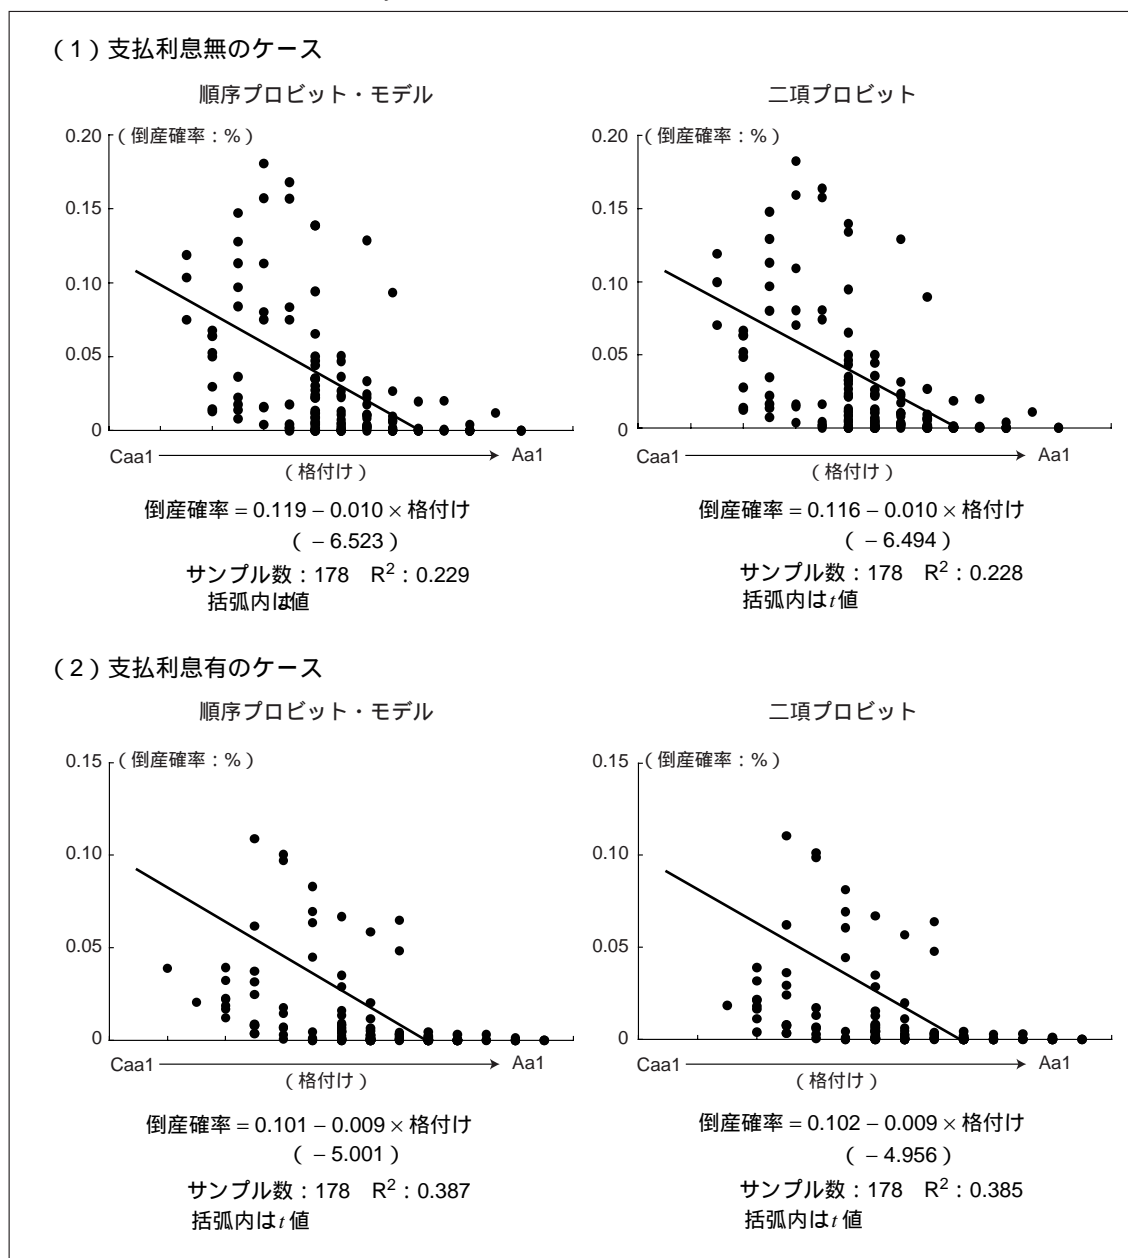 (1)支払利息無のケース
順序プロビット・モデル
(倒産確率:%)
0.20
0.15
0.10
0.05
0
Caa1
Aa1
(格付け)
倒産確率 = 0.119 – 0.010 × 格付け
( – 6.523)
サンプル数:178 R2:0.229
括弧内は値
二項プロビット
(倒産確率:%)
0.20
0.15
0.10
0.05
0
Caa1
Aa1
(格付け)
倒産確率 = 0.116 – 0.010 × 格付け
( – 6.494)
サンプル数:178 R2:0.228
括弧内はt値
(2)支払利息有のケース
順序プロビット・モデル
(倒産確率:%)
0.15
0.10
0.05
0
Caa1
Aa1
(格付け)
倒産確率 = 0.101 – 0.009 × 格付け
( – 5.001)
サンプル数:178 R2:0.387
括弧内はt値
二項プロビット
(倒産確率:%)
0.15
0.10
0.05
0
Caa1
Aa1
(格付け)
倒産確率 = 0.102 – 0.009 × 格付け
( – 4.956)
サンプル数:178 R2:0.385
括弧内はt値